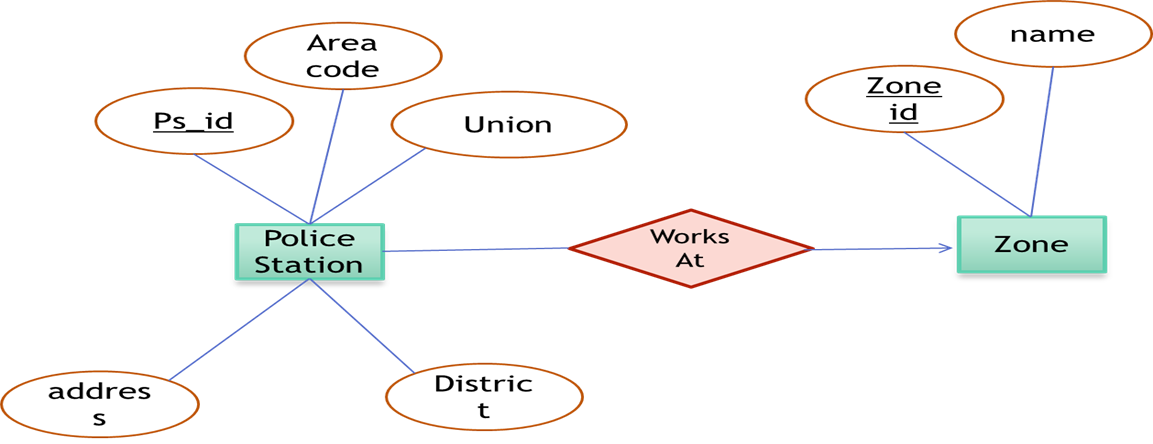 Area
code
Ps_id
Union
Zone
id
name
Police
Station
Works
At
Zone
addres
s
Distric
t